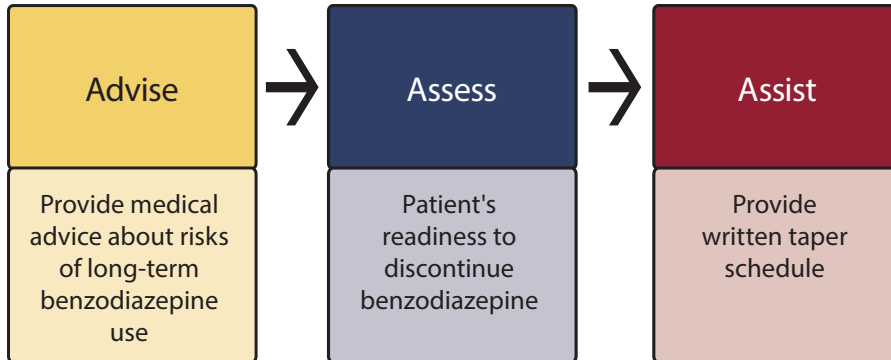 Advise
Assess
Assist
Provide medical
advice about risks
of long-term
benzodiazepine
use
Patient's
readiness to
discontinue
benzodiazepine
Provide
written taper
schedule